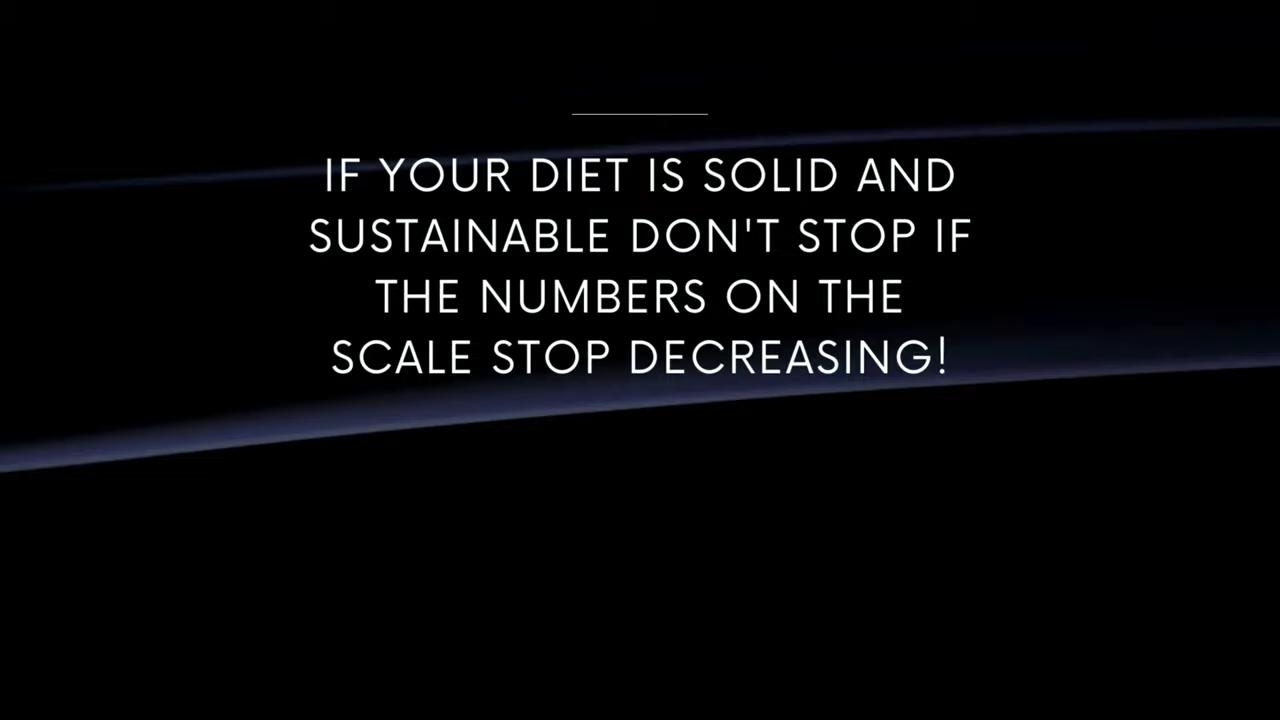 IF YOUR DIET IS SOLID AND
SUSTAINABLE DON'T STOP IF
THE NUMBERS ON THE
SCALE STOP DECREASING!